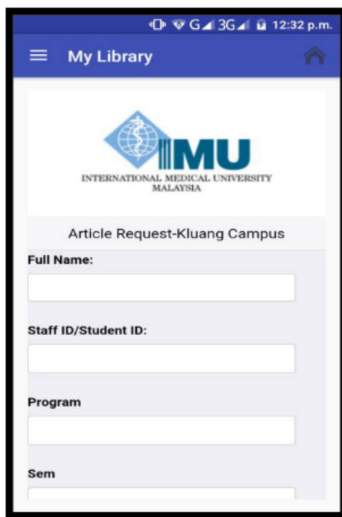 G 3G 12:32 p.m.
My Library
IMU
INTERNATIONAL MEDICAL UNIVERSITY
MALAYSIA
Article Request-Kluang Campus
Full Name:
Staff ID/Student ID:
Program
Sem